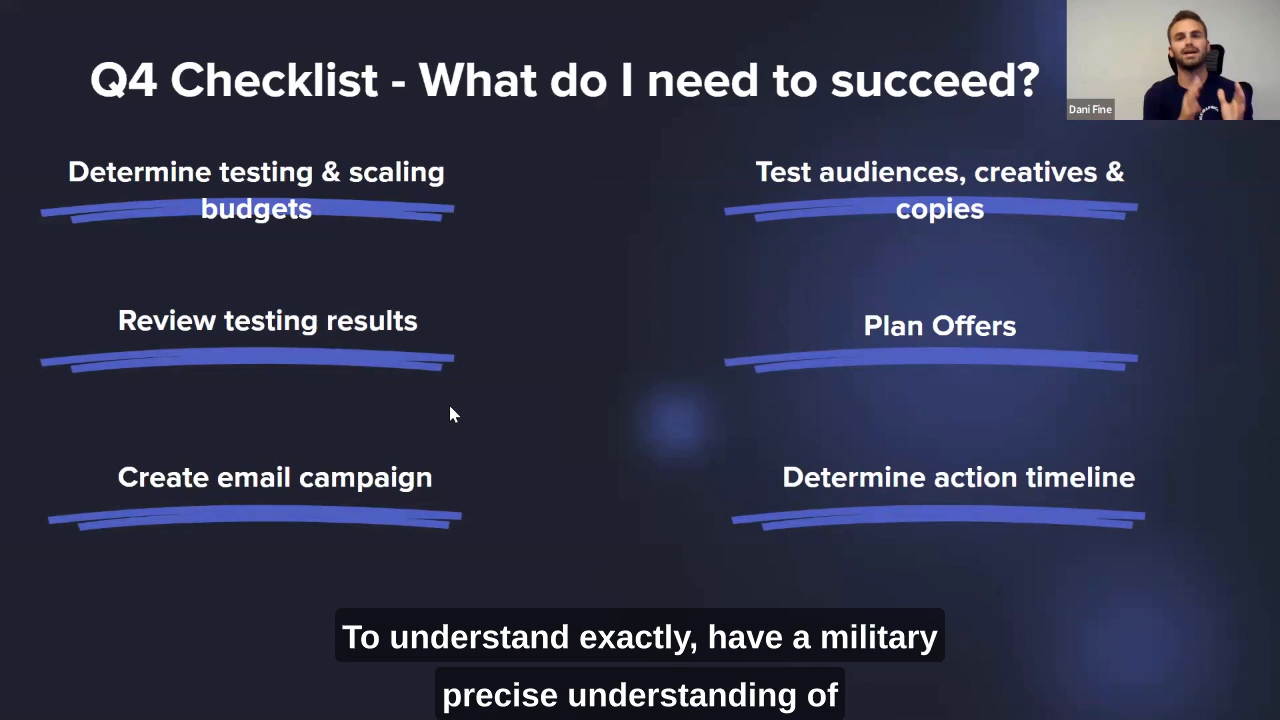 Q4 Checklist - What do I need to succeed?
Dani Fine
Determine testing & scaling
budgets
Test audiences, creatives &
copies
Review testing results
Plan Offers
Create email campaign
Determine action timeline
To understand exactly, have a military
precise understanding of